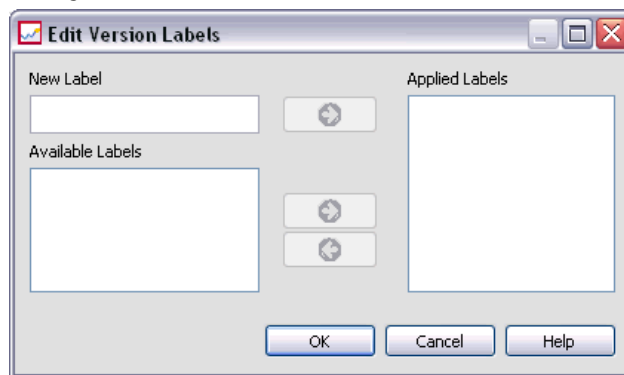 Edit Version Labels
New Label
Applied Labels
Available Labels
OK
Cancel
Help